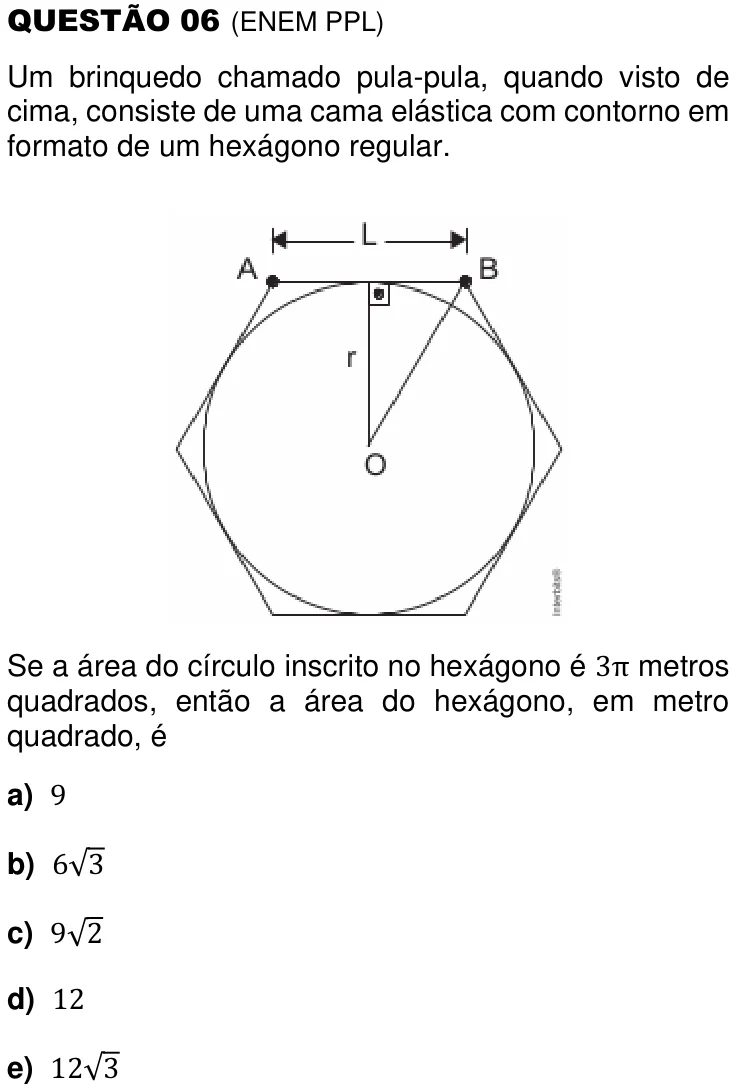 QUESTÃO 06 (ENEM PPL)
Um brinquedo chamado pula-pula, quando visto de
cima, consiste de uma cama elástica com contorno em
formato de um hexágono regular.
L
A
B
r
O
Interbits®
Se a área do círculo inscrito no hexágono é 3π metros
quadrados, então a área do hexágono, em metro
quadrado, é
a) 9
b) 6√3
c) 9√2
d) 12
e) 12√3